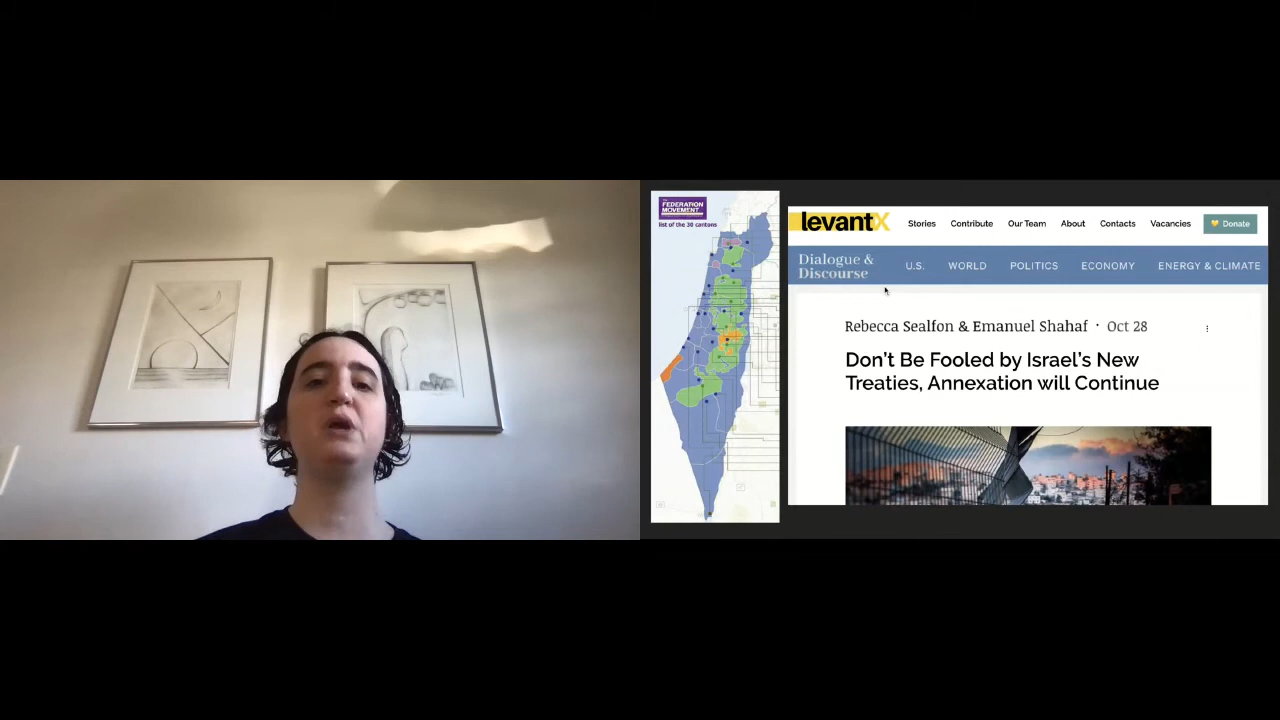 The
FEDERATION
MOVEMENT
list of the 30 cantons
levantX
Stories Contribute Our Team About Contacts Vacancies Donate
Dialogue &
Discourse
U.S. WORLD POLITICS ECONOMY ENERGY & CLIMATE
Rebecca Sealfon & Emanuel Shahaf · Oct 28
Don't Be Fooled by Israel's New
Treaties, Annexation will Continue